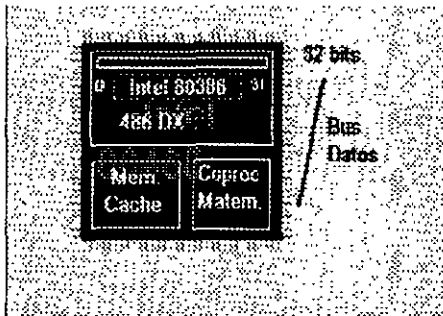 32 bits
0 Intel 80386 31
486 DX
Bus
Datos
Mem.
Cache
Coproc
Matem.